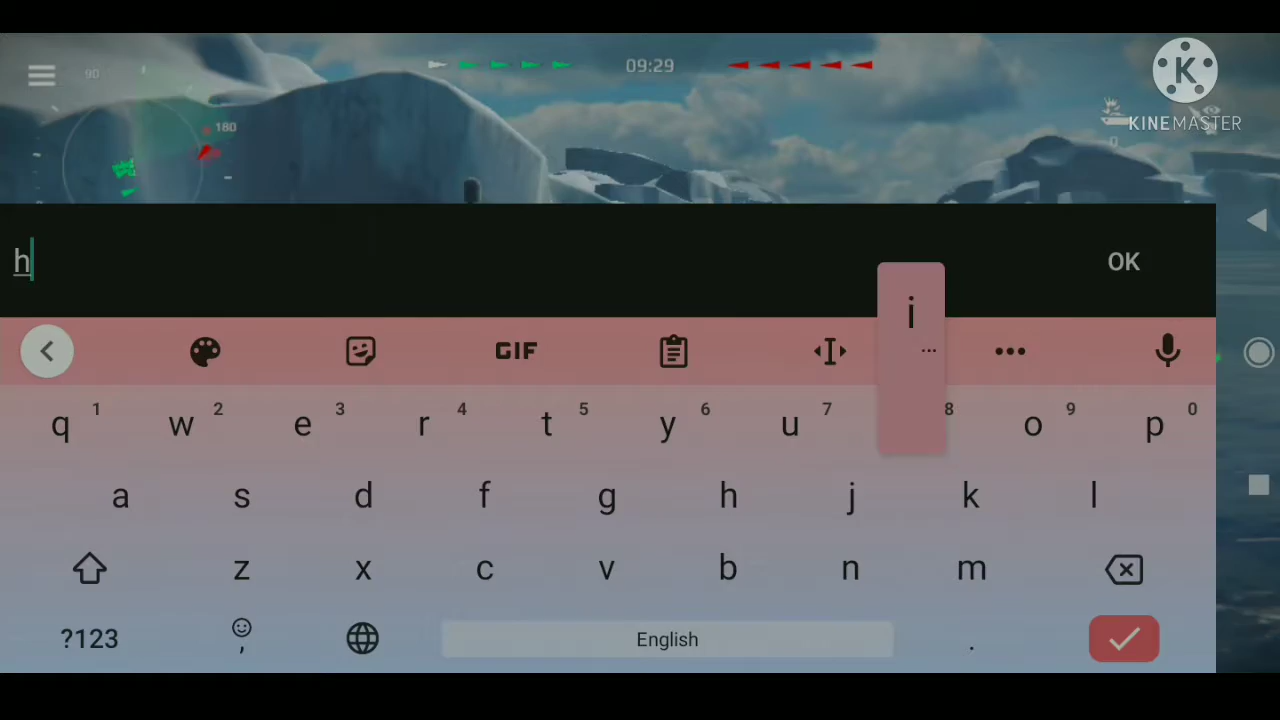 90
09:29
K
KINEMASTER
180
0
h
OK
i
GIF
q 1 w 2 e 3 r 4 t 5 y 6 u 7 8 o 9 p 0
a s d f g h j k l
z x c v b n m
?123 , English .